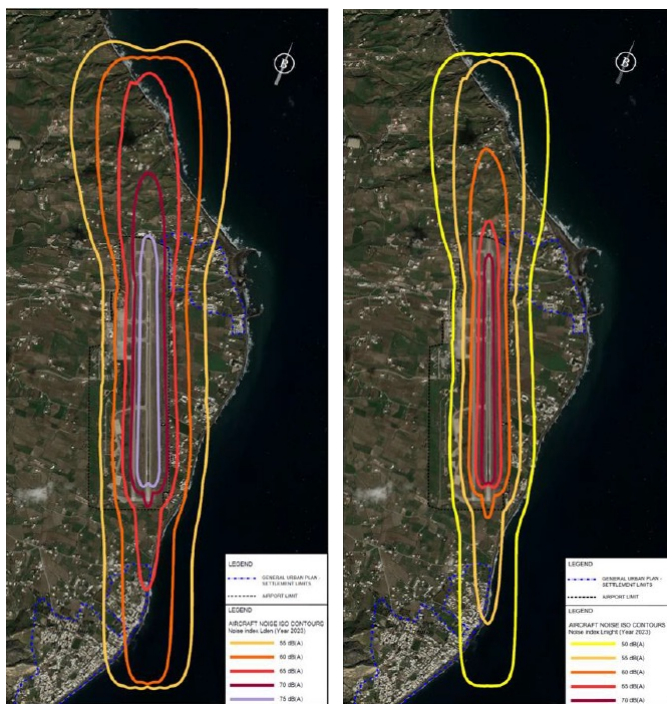 LEGEND
GENERAL URBAN PLAN -
SETTLEMENT LIMITS
AIRPORT LIMIT
LEGEND
AIRCRAFT NOISE ISO CONTOURS
Noise Index Lden (Year 2023)
55 dB(A)
60 dB(A)
65 dB(A)
70 dB(A)
75 dB(A)
LEGEND
GENERAL URBAN PLAN -
SETTLEMENT LIMITS
AIRPORT LIMIT
LEGEND
AIRCRAFT NOISE ISO CONTOURS
Noise Index Lnight (Year 2023)
50 dB(A)
55 dB(A)
60 dB(A)
65 dB(A)
70 dB(A)